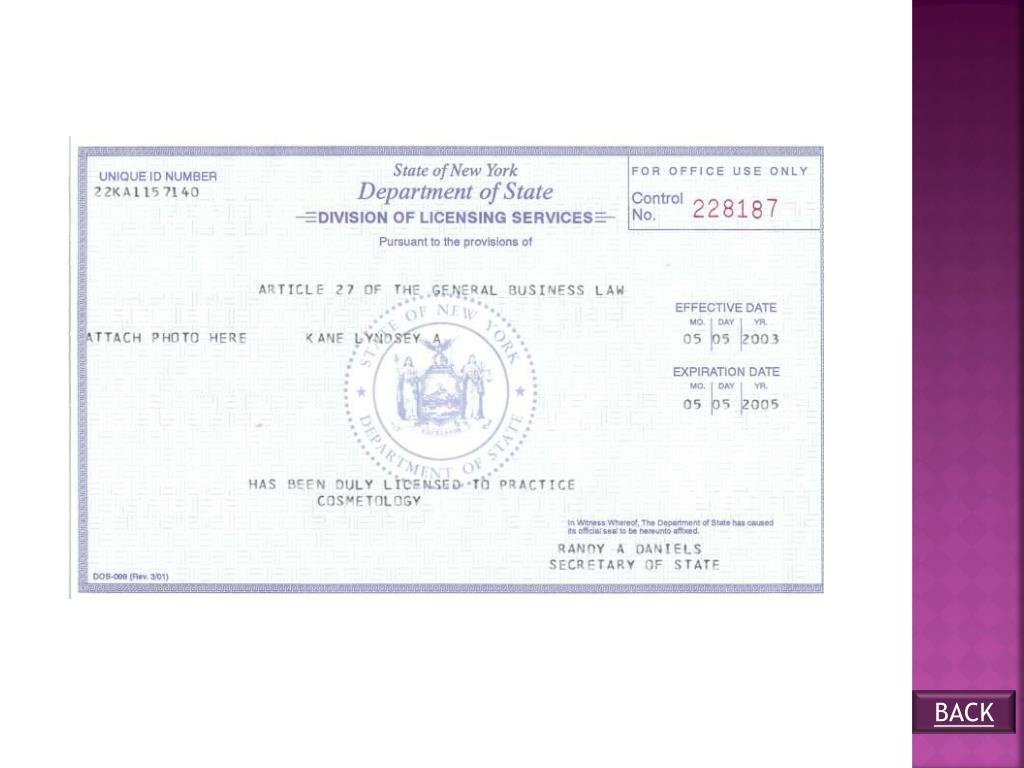 UNIQUE ID NUMBER
22KA1157140
State of New York
Department of State
DIVISION OF LICENSING SERVICES
Pursuant to the provisions of
FOR OFFICE USE ONLY
Control No. 228187
ARTICLE 27 OF THE GENERAL BUSINESS LAW
EFFECTIVE DATE
MO. DAY YR.
05 05 2003
ATTACH PHOTO HERE KANE LYNDSEY A
EXPIRATION DATE
MO. DAY YR.
05 05 2005
STATE OF NEW YORK
EXCELSIOR
DEPARTMENT OF STATE
HAS BEEN DULY LICENSED TO PRACTICE
COSMETOLOGY
In Witness Whereof, The Department of State has caused
its official seal to be hereunto affixed.
RANDY A DANIELS
SECRETARY OF STATE
DOS-009 (Rev. 3/01)
BACK